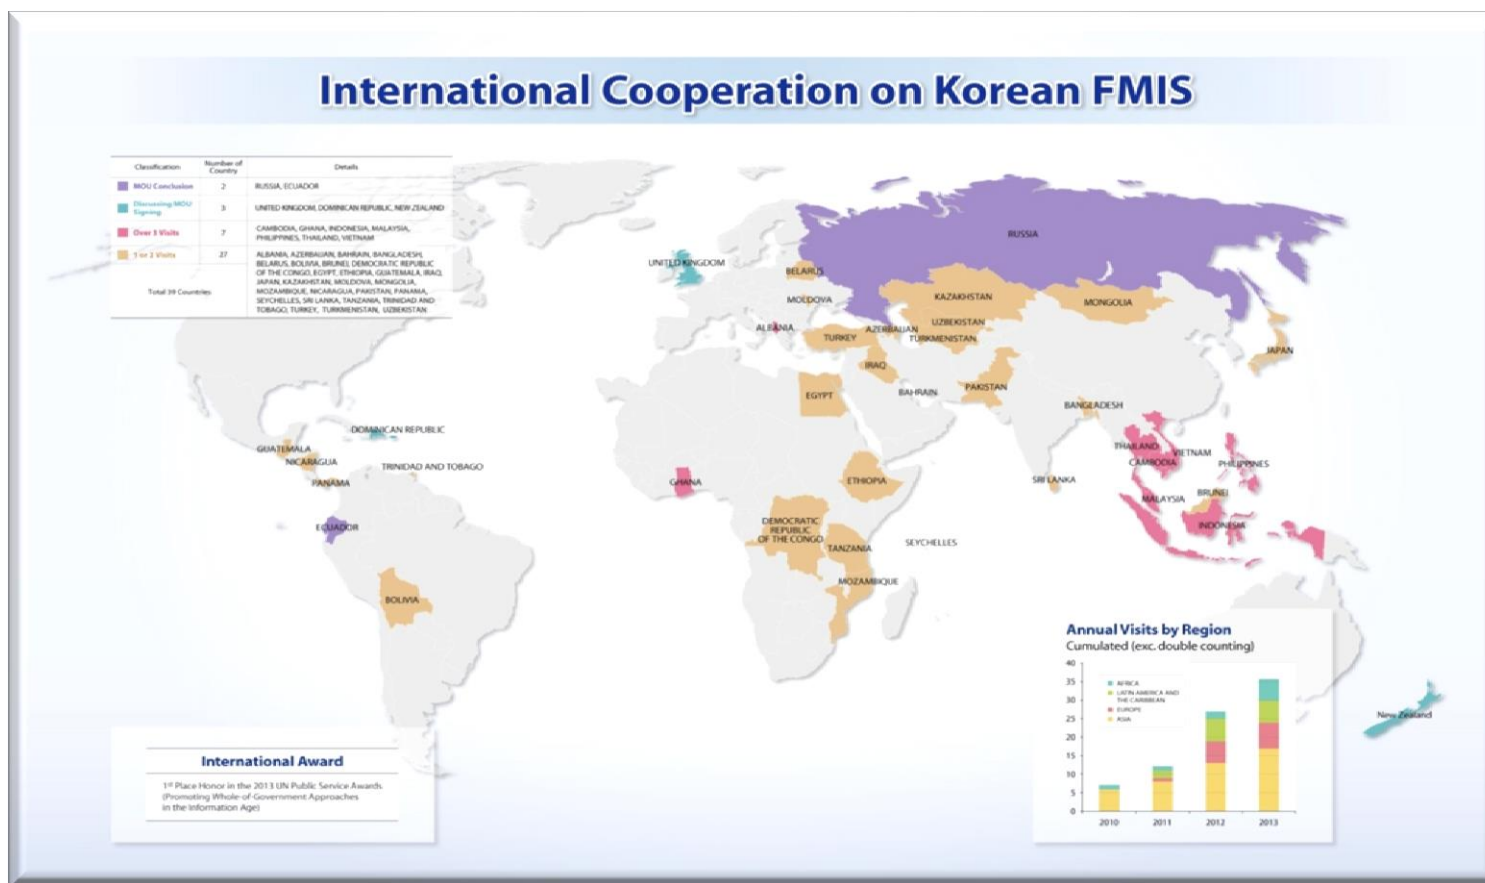 International Cooperation on Korean FMIS
Classification Number of Country Details
MOU Conclusion 2 RUSSIA, ECUADOR
Discussing MOU Signing 3 UNITED KINGDOM, DOMINICAN REPUBLIC, NEW ZEALAND
Over 3 Visits 7 CAMBODIA, GHANA, INDONESIA, MALAYSIA,
PHILIPPINES, THAILAND, VIETNAM
1 or 2 Visits 27 ALBANIA, AZERBAIJAN, BAHRAIN, BANGLADESH,
BELARUS, BOLIVIA, BRUNEI, DEMOCRATIC REPUBLIC
OF THE CONGO, EGYPT, ETHIOPIA, GUATEMALA, IRAQ,
JAPAN, KAZAKHSTAN, MOLDOVA, MONGOLIA,
MOZAMBIQUE, NICARAGUA, PAKISTAN, PANAMA,
SEYCHELLES, SRI LANKA, TANZANIA, TRINIDAD AND
TOBAGO, TURKEY, TURKMENISTAN, UZBEKISTAN
Total 39 Countries
RUSSIA
UNITED KINGDOM
BELARUS
MOLDOVA
KAZAKHSTAN
MONGOLIA
ALBANIA
TURKEY
AZERBAIJAN
UZBEKISTAN
TURKMENISTAN
JAPAN
IRAQ
EGYPT
BAHRAIN
PAKISTAN
BANGLADESH
DOMINICAN REPUBLIC
GUATEMALA
NICARAGUA
TRINIDAD AND TOBAGO
PANAMA
GHANA
ETHIOPIA
SRI LANKA
THAILAND
VIETNAM
CAMBODIA
PHILIPPINES
MALAYSIA
BRUNEI
INDONESIA
ECUADOR
DEMOCRATIC
REPUBLIC
OF THE CONGO
TANZANIA
SEYCHELLES
MOZAMBIQUE
BOLIVIA
New Zealand
Annual Visits by Region
Cumulated (exc. double counting)
40
35
30
25
20
15
10
5
0
AFRICA
LATIN AMERICA AND
THE CARIBBEAN
EUROPE
ASIA
2010 2011 2012 2013
International Award
1st Place Honor in the 2013 UN Public Service Awards
(Promoting Whole-of-Government Approaches
in the Information Age)